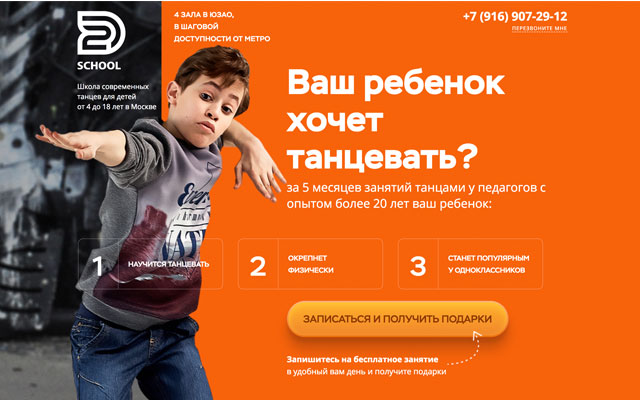 4 ЗАЛА В ЮЗАО,
В ШАГОВОЙ
ДОСТУПНОСТИ ОТ МЕТРО
+7 (916) 907-29-12
ПЕРЕЗВОНИТЕ МНЕ
SCHOOL
Школа современных
танцев для детей
от 4 до 18 лет в Москве
Ваш ребенок
хочет
танцевать?
за 5 месяцев занятий танцами у педагогов с
опытом более 20 лет ваш ребенок:
1 НАУЧИТСЯ ТАНЦЕВАТЬ
2 ОКРЕПНЕТ
ФИЗИЧЕСКИ
3 СТАНЕТ ПОПУЛЯРНЫМ
У ОДНОКЛАССНИКОВ
ЗАПИСАТЬСЯ И ПОЛУЧИТЬ ПОДАРКИ
Запишитесь на бесплатное занятие
в удобный вам день и получите подарки